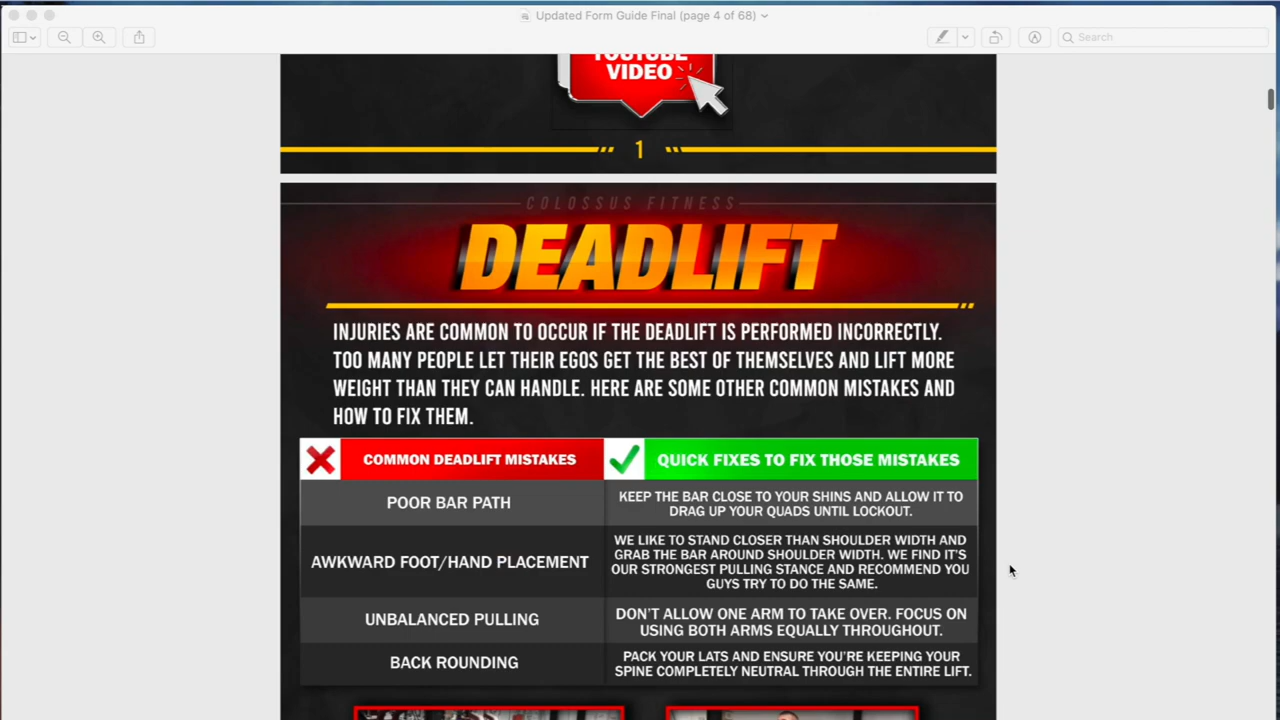 Updated Form Guide Final (page 4 of 68)
Search
YOUTUBE
VIDEO
1
COLOSSUS FITNESS
DEADLIFT
INJURIES ARE COMMON TO OCCUR IF THE DEADLIFT IS PERFORMED INCORRECTLY.
TOO MANY PEOPLE LET THEIR EGOS GET THE BEST OF THEMSELVES AND LIFT MORE
WEIGHT THAN THEY CAN HANDLE. HERE ARE SOME OTHER COMMON MISTAKES AND
HOW TO FIX THEM.
COMMON DEADLIFT MISTAKES
QUICK FIXES TO FIX THOSE MISTAKES
POOR BAR PATH
KEEP THE BAR CLOSE TO YOUR SHINS AND ALLOW IT TO
DRAG UP YOUR QUADS UNTIL LOCKOUT.
AWKWARD FOOT/HAND PLACEMENT
WE LIKE TO STAND CLOSER THAN SHOULDER WIDTH AND
GRAB THE BAR AROUND SHOULDER WIDTH. WE FIND IT'S
OUR STRONGEST PULLING STANCE AND RECOMMEND YOU
GUYS TRY TO DO THE SAME.
UNBALANCED PULLING
DON'T ALLOW ONE ARM TO TAKE OVER. FOCUS ON
USING BOTH ARMS EQUALLY THROUGHOUT.
BACK ROUNDING
PACK YOUR LATS AND ENSURE YOU'RE KEEPING YOUR
SPINE COMPLETELY NEUTRAL THROUGH THE ENTIRE LIFT.